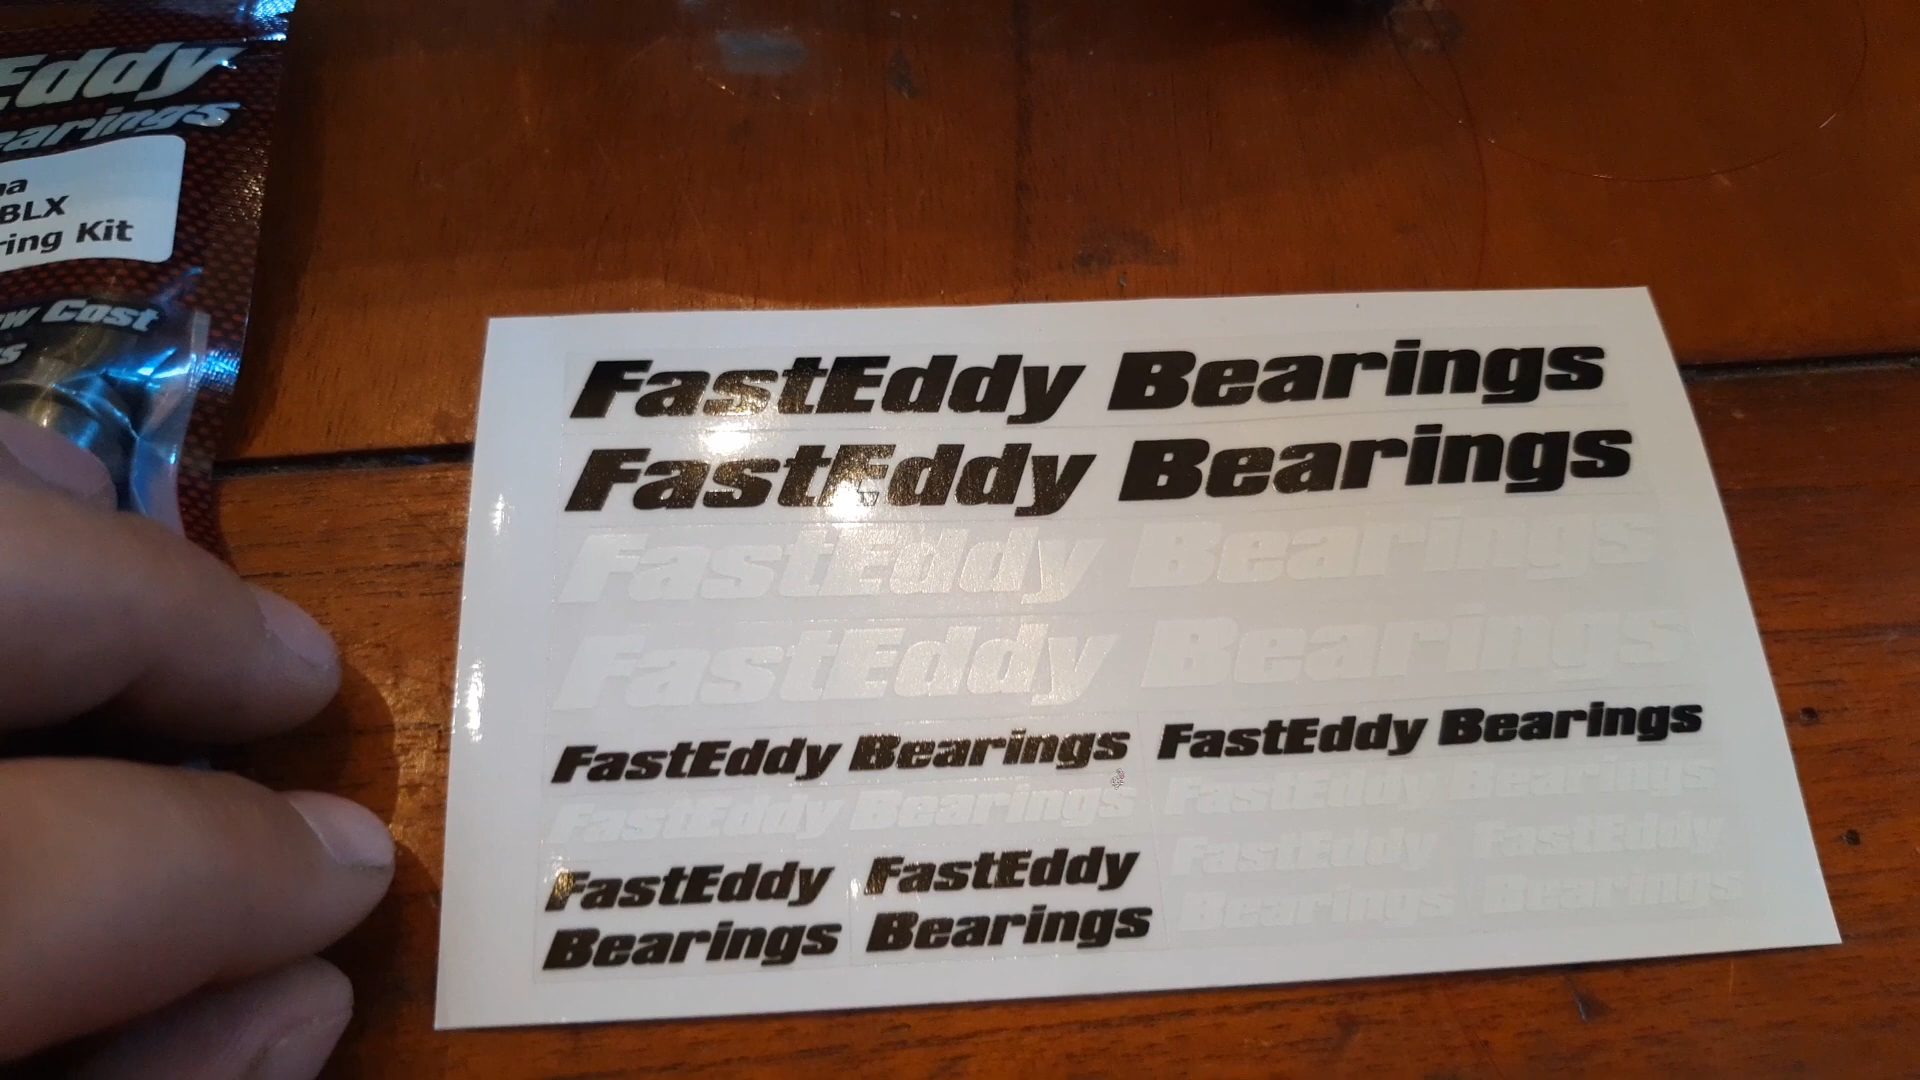 Eddy
earings
BLX
ring Kit
w Cost
FastEddy Bearings
FastEddy Bearings
FastEddy Bearings
FastEddy Bearings
FastEddy Bearings FastEddy Bearings
FastEddy Bearings FastEddy Bearings
FastEddy FastEddy FastEddy FastEddy
Bearings Bearings Bearings Bearings